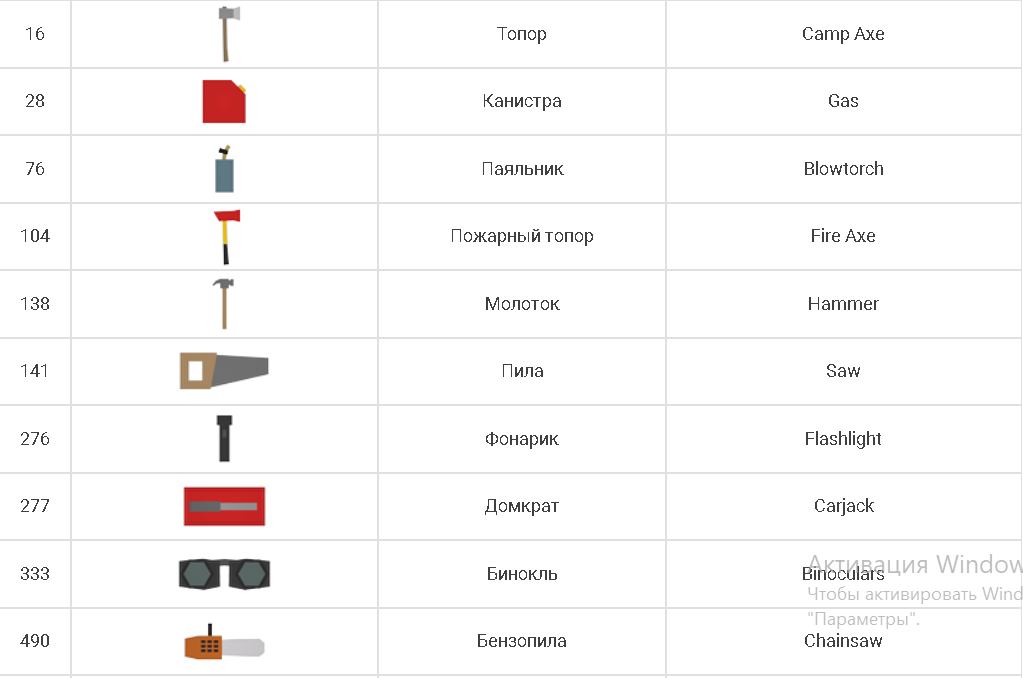 16 Топор Camp Axe
28 Канистра Gas
76 Паяльник Blowtorch
104 Пожарный топор Fire Axe
138 Молоток Hammer
141 Пила Saw
276 Фонарик Flashlight
277 Домкрат Carjack
333 Бинокль Binoculars
490 Бензопила Chainsaw
Активация Window
Чтобы активировать Wind
"Параметры".